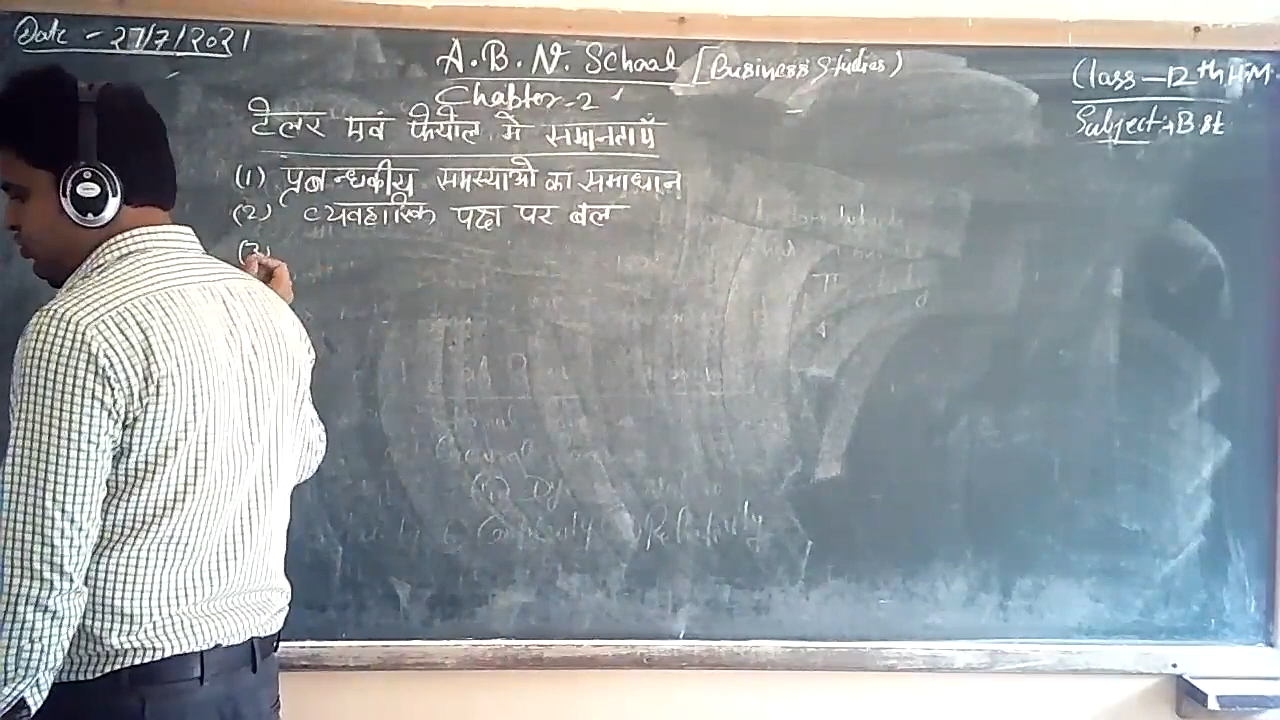 Date - 27/7/2021
A.B.N. School [Business Studies)
Class - 12th H.M.
Chapter-2
Subject → B.st
टेलर एवं फेयोल में समानताएँ
(1) प्रबन्धकीय समस्याओं का समाधान
(2) व्यवहारिक पक्ष पर बल
(3)